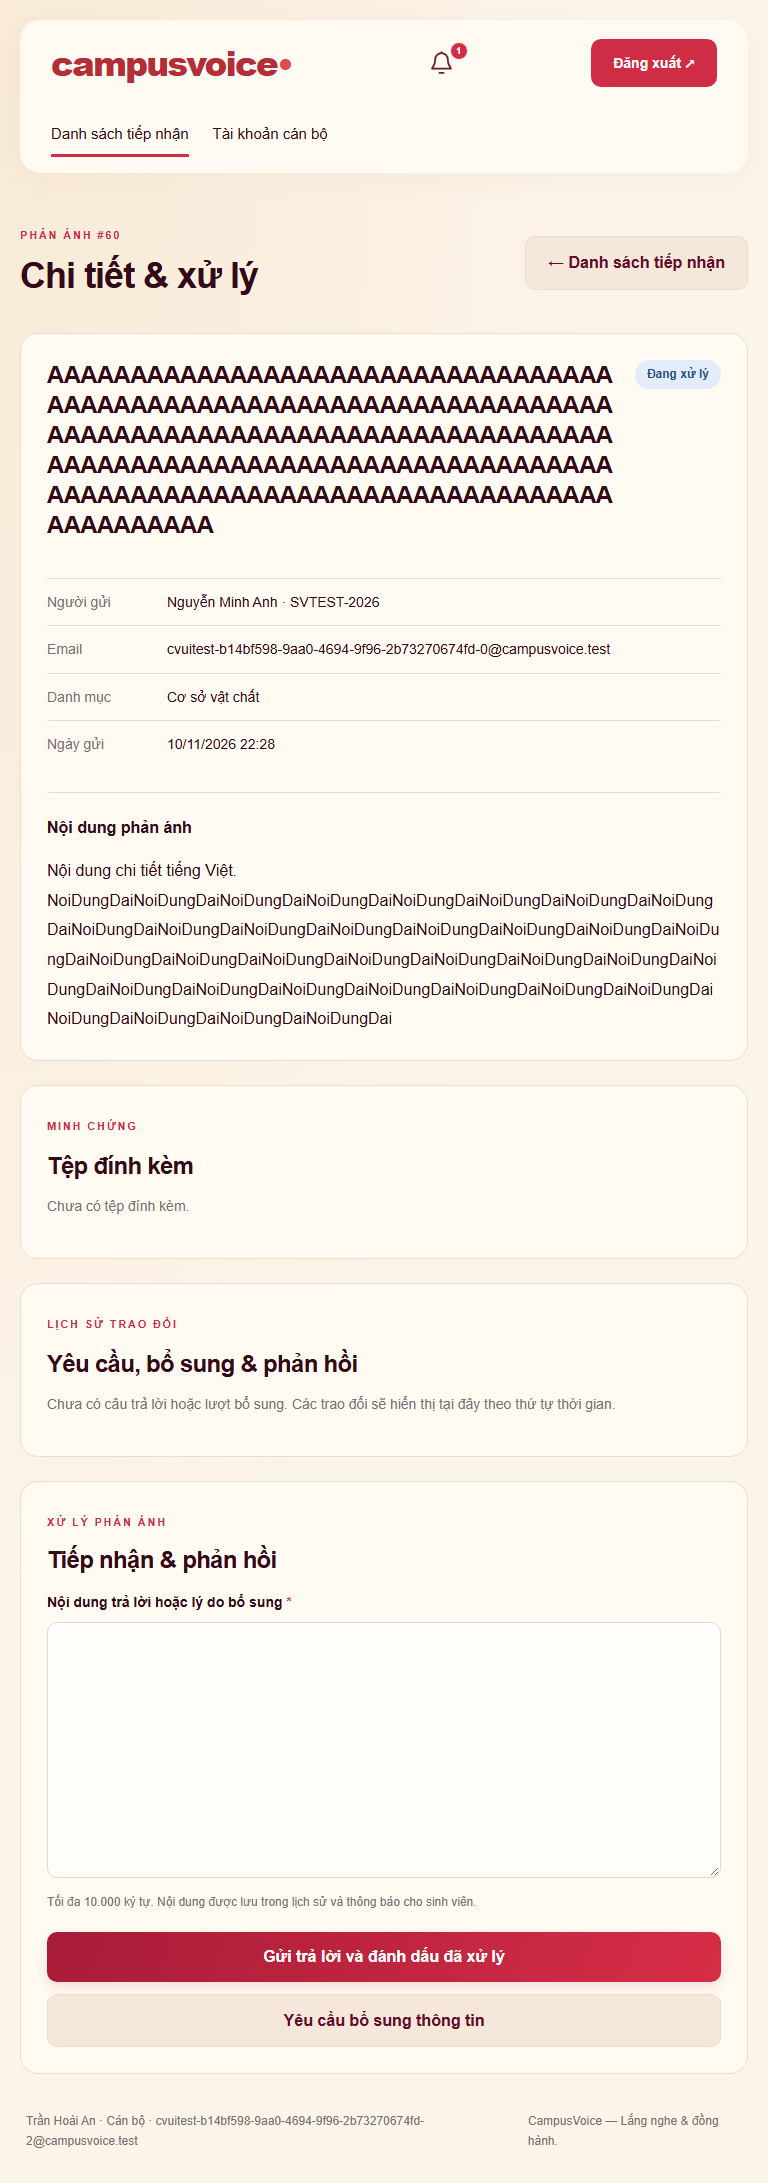 campusvoice
1
Đăng xuất ↗
Danh sách tiếp nhận
Tài khoản cán bộ
PHẢN ÁNH #60
Chi tiết & xử lý
← Danh sách tiếp nhận
AAAAAAAAAAAAAAAAAAAAAAAAAAAAAAAAAA
AAAAAAAAAAAAAAAAAAAAAAAAAAAAAAAAAA
AAAAAAAAAAAAAAAAAAAAAAAAAAAAAAAAAA
AAAAAAAAAAAAAAAAAAAAAAAAAAAAAAAAAA
AAAAAAAAAAAAAAAAAAAAAAAAAAAAAAAAAA
AAAAAAAAAA
Đang xử lý
Người gửi Nguyễn Minh Anh · SVTEST-2026
Email cvuitest-b14bf598-9aa0-4694-9f96-2b73270674fd-0@campusvoice.test
Danh mục Cơ sở vật chất
Ngày gửi 10/11/2026 22:28
Nội dung phản ánh
Nội dung chi tiết tiếng Việt.
NoiDungDaiNoiDungDaiNoiDungDaiNoiDungDaiNoiDungDaiNoiDungDaiNoiDungDaiNoiDung
DaiNoiDungDaiNoiDungDaiNoiDungDaiNoiDungDaiNoiDungDaiNoiDungDaiNoiDungDaiNoiDu
ngDaiNoiDungDaiNoiDungDaiNoiDungDaiNoiDungDaiNoiDungDaiNoiDungDaiNoiDungDaiNoi
DungDaiNoiDungDaiNoiDungDaiNoiDungDaiNoiDungDaiNoiDungDaiNoiDungDaiNoiDungDai
NoiDungDaiNoiDungDaiNoiDungDaiNoiDungDai
MINH CHỨNG
Tệp đính kèm
Chưa có tệp đính kèm.
LỊCH SỬ TRAO ĐỔI
Yêu cầu, bổ sung & phản hồi
Chưa có câu trả lời hoặc lượt bổ sung. Các trao đổi sẽ hiển thị tại đây theo thứ tự thời gian.
XỬ LÝ PHẢN ÁNH
Tiếp nhận & phản hồi
Nội dung trả lời hoặc lý do bổ sung *
Tối đa 10.000 ký tự. Nội dung được lưu trong lịch sử và thông báo cho sinh viên.
Gửi trả lời và đánh dấu đã xử lý
Yêu cầu bổ sung thông tin
Trần Hoài An · Cán bộ · cvuitest-b14bf598-9aa0-4694-9f96-2b73270674fd-
2@campusvoice.test
CampusVoice — Lắng nghe & đồng
hành.